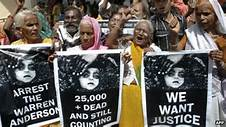 ARREST
THE
WARREN
ANDERSON
25,000
+ DEAD
AND STILL
COUNTING
WE
WANT
JUSTICE
AFP